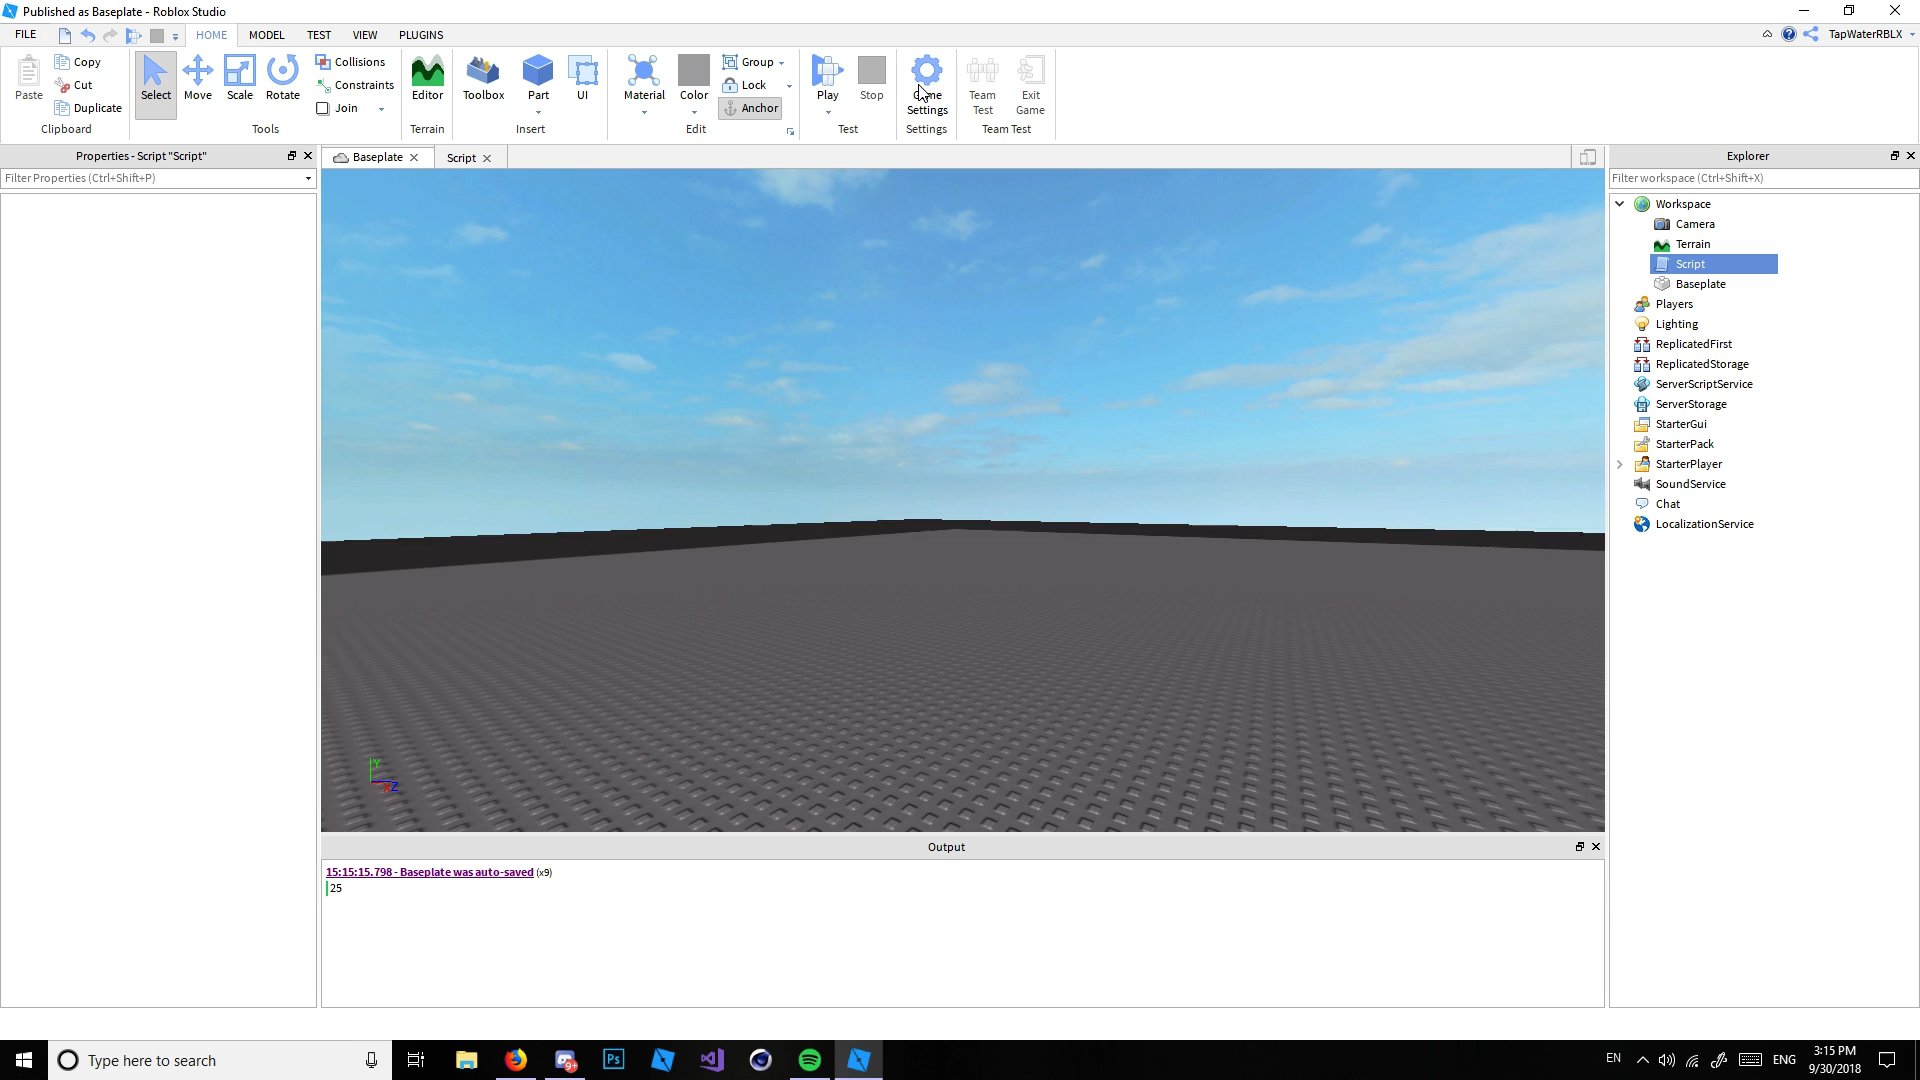 Published as Baseplate - Roblox Studio
FILE HOME MODEL TEST VIEW PLUGINS TapWaterRBLX
Paste Copy Cut Duplicate
Clipboard
Select Move Scale Rotate Collisions Constraints Join
Tools
Editor
Terrain
Toolbox Part UI
Insert
Material Color Group Lock Anchor
Edit
Play Stop
Test
Game Settings
Settings
Team Test Exit Game
Team Test
Properties - Script "Script"
Filter Properties (Ctrl+Shift+P)
Baseplate Script
Y
X Z
Output
15:15:15.798 - Baseplate was auto-saved (x9)
25
Explorer
Filter workspace (Ctrl+Shift+X)
Workspace
Camera
Terrain
Script
Baseplate
Players
Lighting
ReplicatedFirst
ReplicatedStorage
ServerScriptService
ServerStorage
StarterGui
StarterPack
StarterPlayer
SoundService
Chat
LocalizationService
Type here to search
9+
Ps
EN
ENG
3:15 PM
9/30/2018